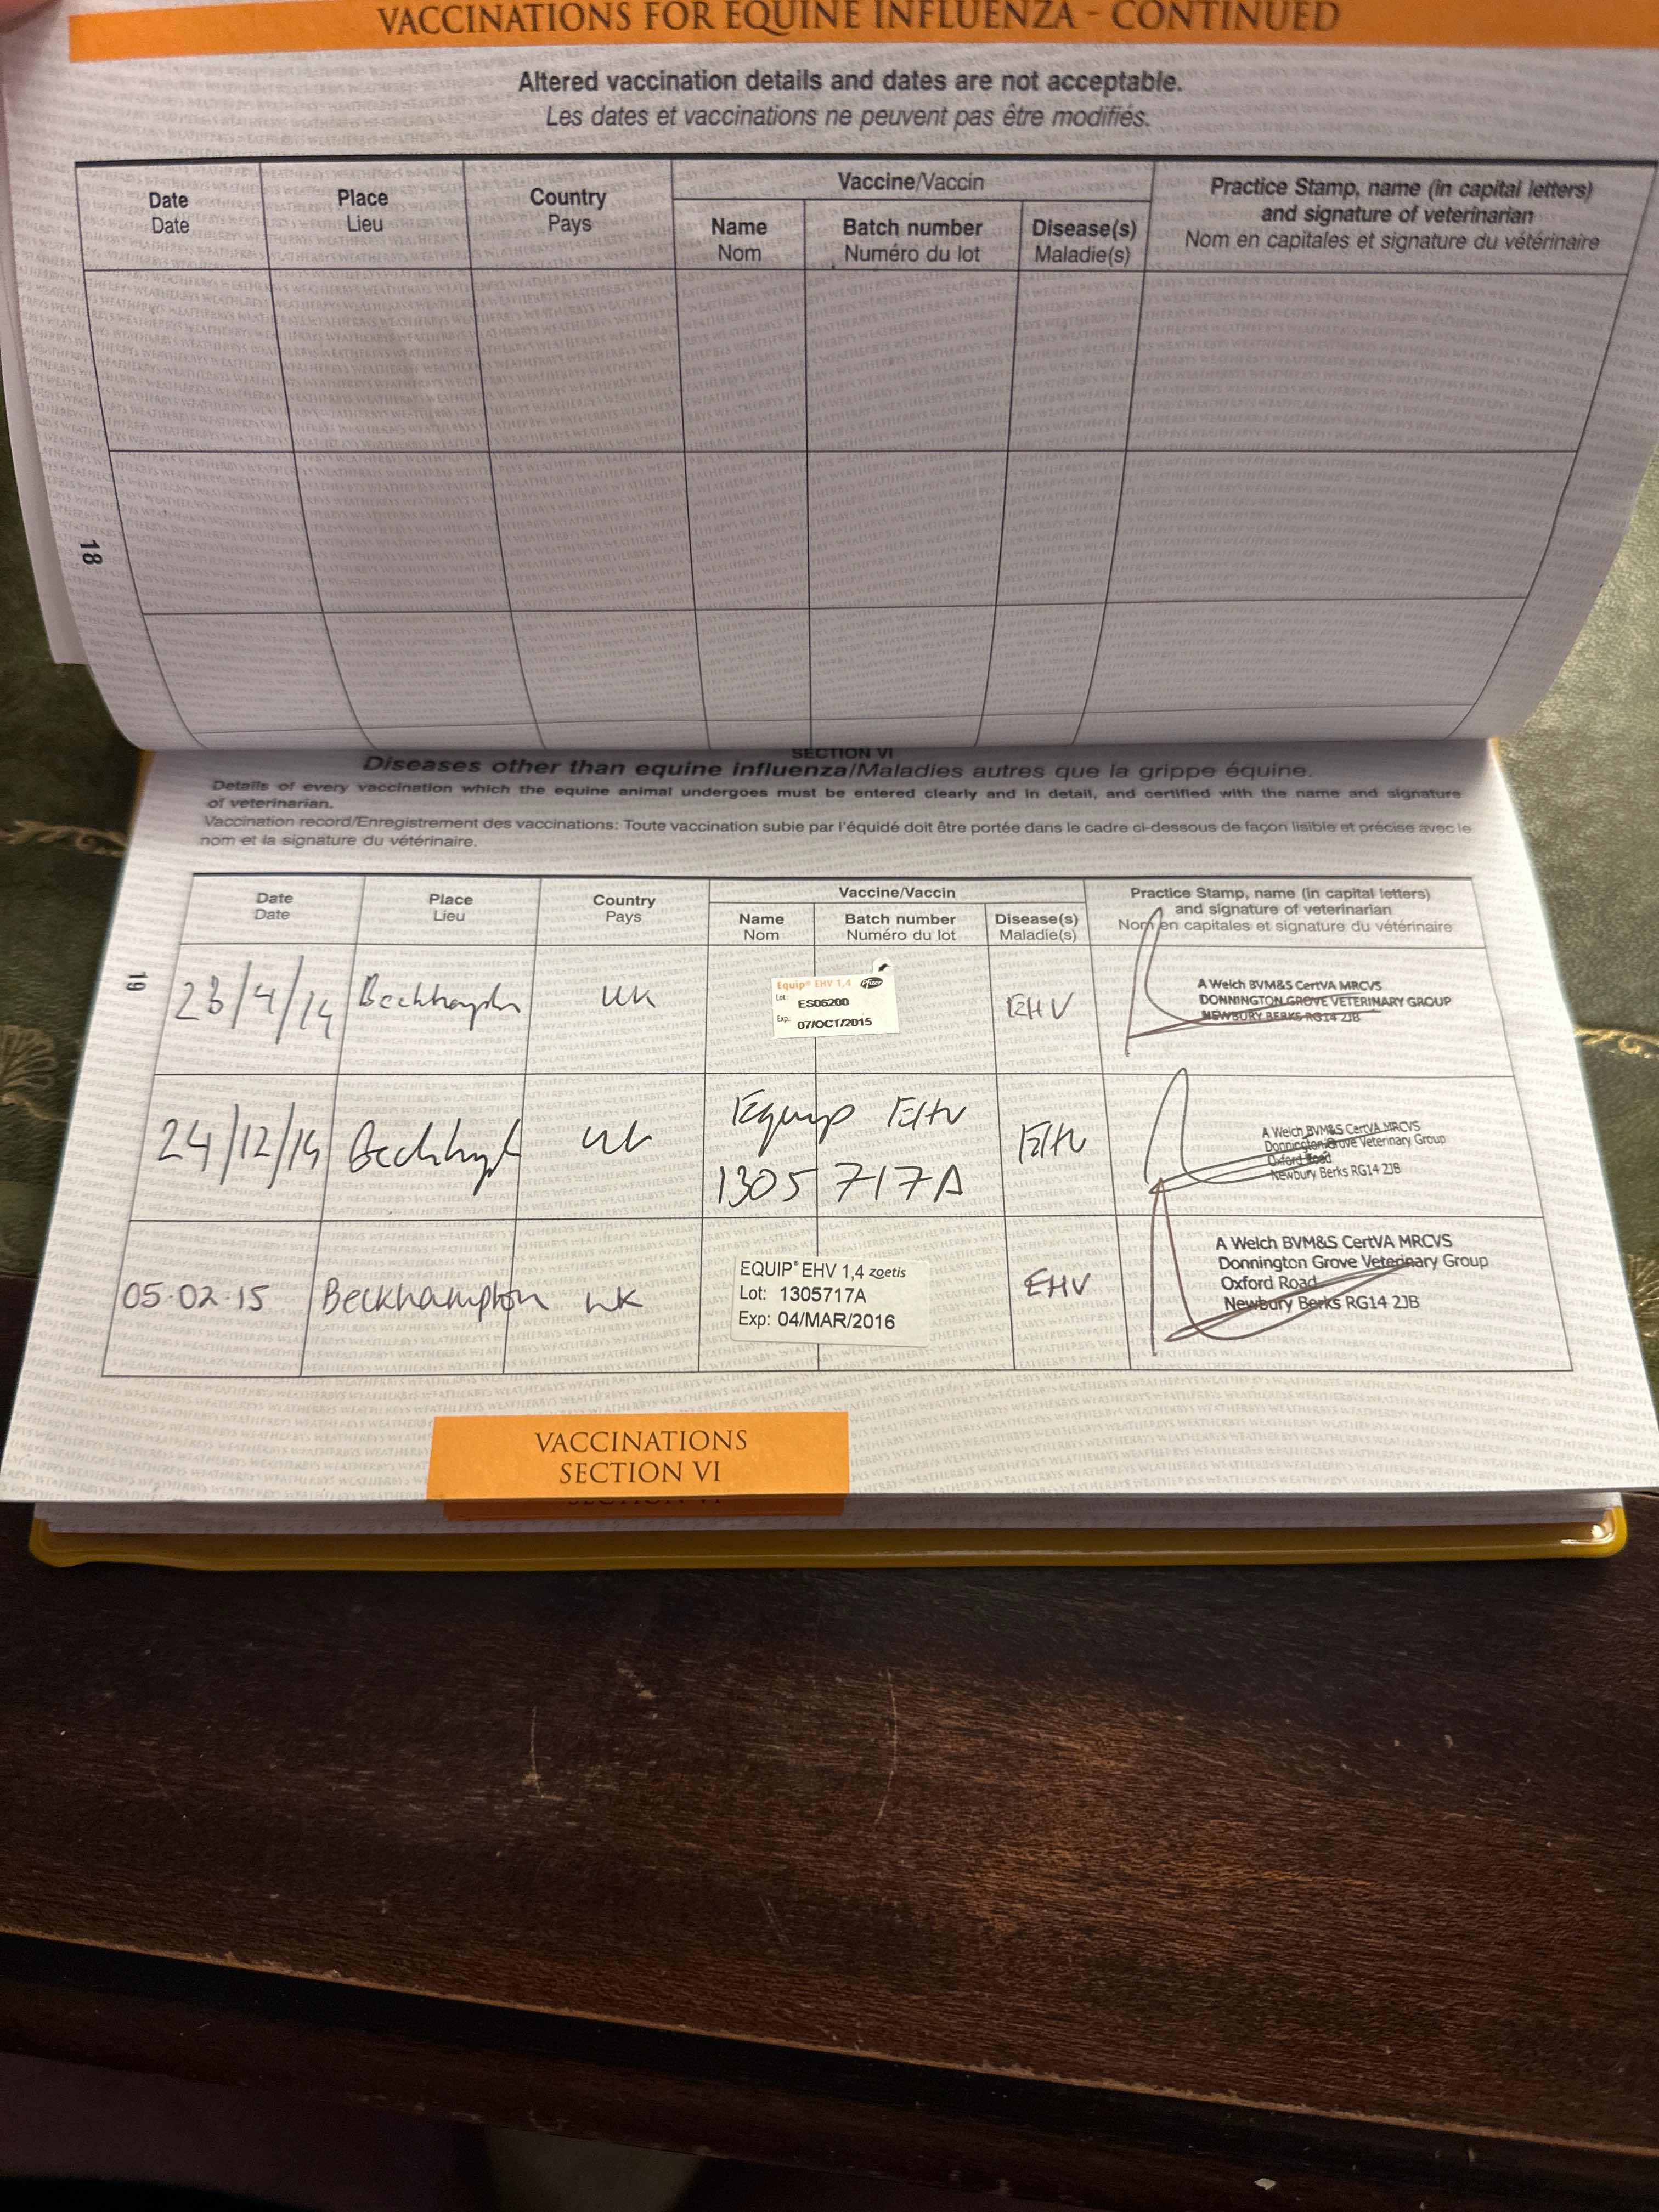 VACCINATIONS FOR EQUINE INFLUENZA - CONTINUED
Altered vaccination details and dates are not acceptable.
Les dates et vaccinations ne peuvent pas être modifiés.
Date
Date
Place
Lieu
Country
Pays
Vaccine/Vaccin
Name
Nom
Batch number
Numéro du lot
Disease(s)
Maladie(s)
Practice Stamp, name (in capital letters)
and signature of veterinarian
Nom en capitales et signature du vétérinaire
18
SECTION VI
Diseases other than equine influenza/Maladies autres que la grippe équine.
Details of every vaccination which the equine animal undergoes must be entered clearly and in detail, and certified with the name and signature
of veterinarian.
Vaccination record/Enregistrement des vaccinations: Toute vaccination subie par l'équidé doit être portée dans le cadre ci-dessous de façon lisible et précise avec le
nom et la signature du vétérinaire.
Date
Date
Place
Lieu
Country
Pays
Vaccine/Vaccin
Name
Nom
Batch number
Numéro du lot
Disease(s)
Maladie(s)
Practice Stamp, name (in capital letters)
and signature of veterinarian
Nom en capitales et signature du vétérinaire
19
23/4/14
Beckhampton
UK
Equip® EHV 1,4 Pfizer
Lot: ES06200
Exp: 07/OCT/2015
EHV
A Welch BVM&S CertVA MRCVS
DONNINGTON GROVE VETERINARY GROUP
NEWBURY BERKS RG14 2JB
24/12/14
UK
Equip EHV
1305717A
EHV
A Welch BVM&S CertVA MRCVS
Donnington Grove Veterinary Group
Oxford Road
Newbury Berks RG14 2JB
05.02.15
Beckhampton
UK
EQUIP® EHV 1,4 zoetis
Lot: 1305717A
Exp: 04/MAR/2016
EHV
A Welch BVM&S CertVA MRCVS
Donnington Grove Veterinary Group
Oxford Road
Newbury Berks RG14 2JB
VACCINATIONS
SECTION VI